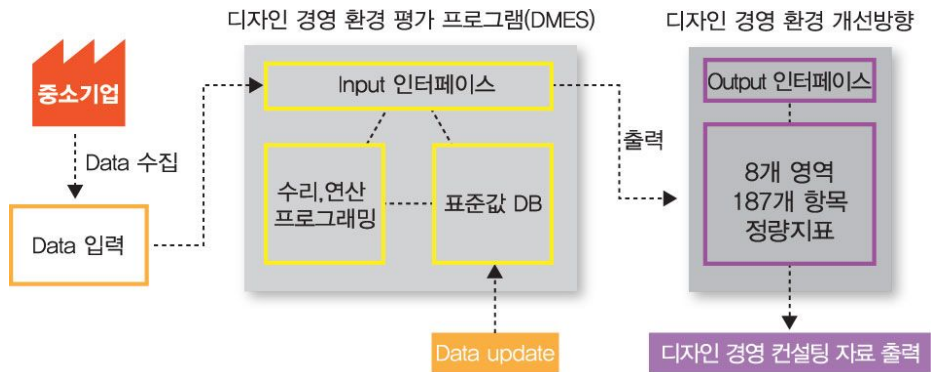 디자인 경영 환경 평가 프로그램(DMES)
디자인 경영 환경 개선방향
중소기업
Data 수집
Data 입력
Input 인터페이스
수리,연산
프로그래밍
표준값 DB
Data update
출력
Output 인터페이스
8개 영역
187개 항목
정량지표
디자인 경영 컨설팅 자료 출력